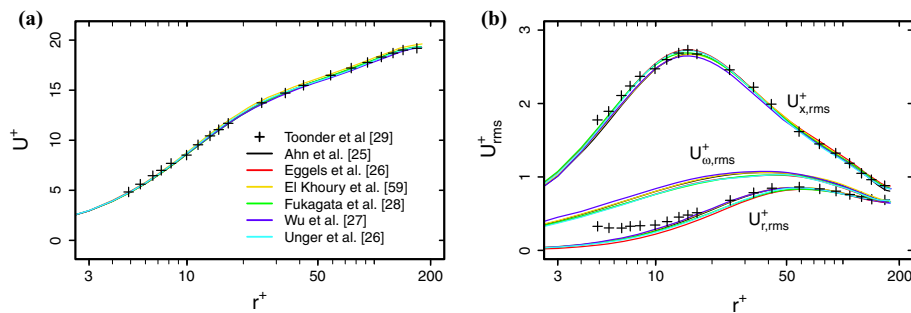 (a)
20
15
10
5
0
U+
3
10
50
200
r+
Toonder et al [29]
Ahn et al. [25]
Eggels et al. [26]
El Khoury et al. [59]
Fukagata et al. [28]
Wu et al. [27]
Unger et al. [26]
(b)
3
2
1
0
U+rms
3
10
50
200
r+
U+x,rms
U+ω,rms
U+r,rms